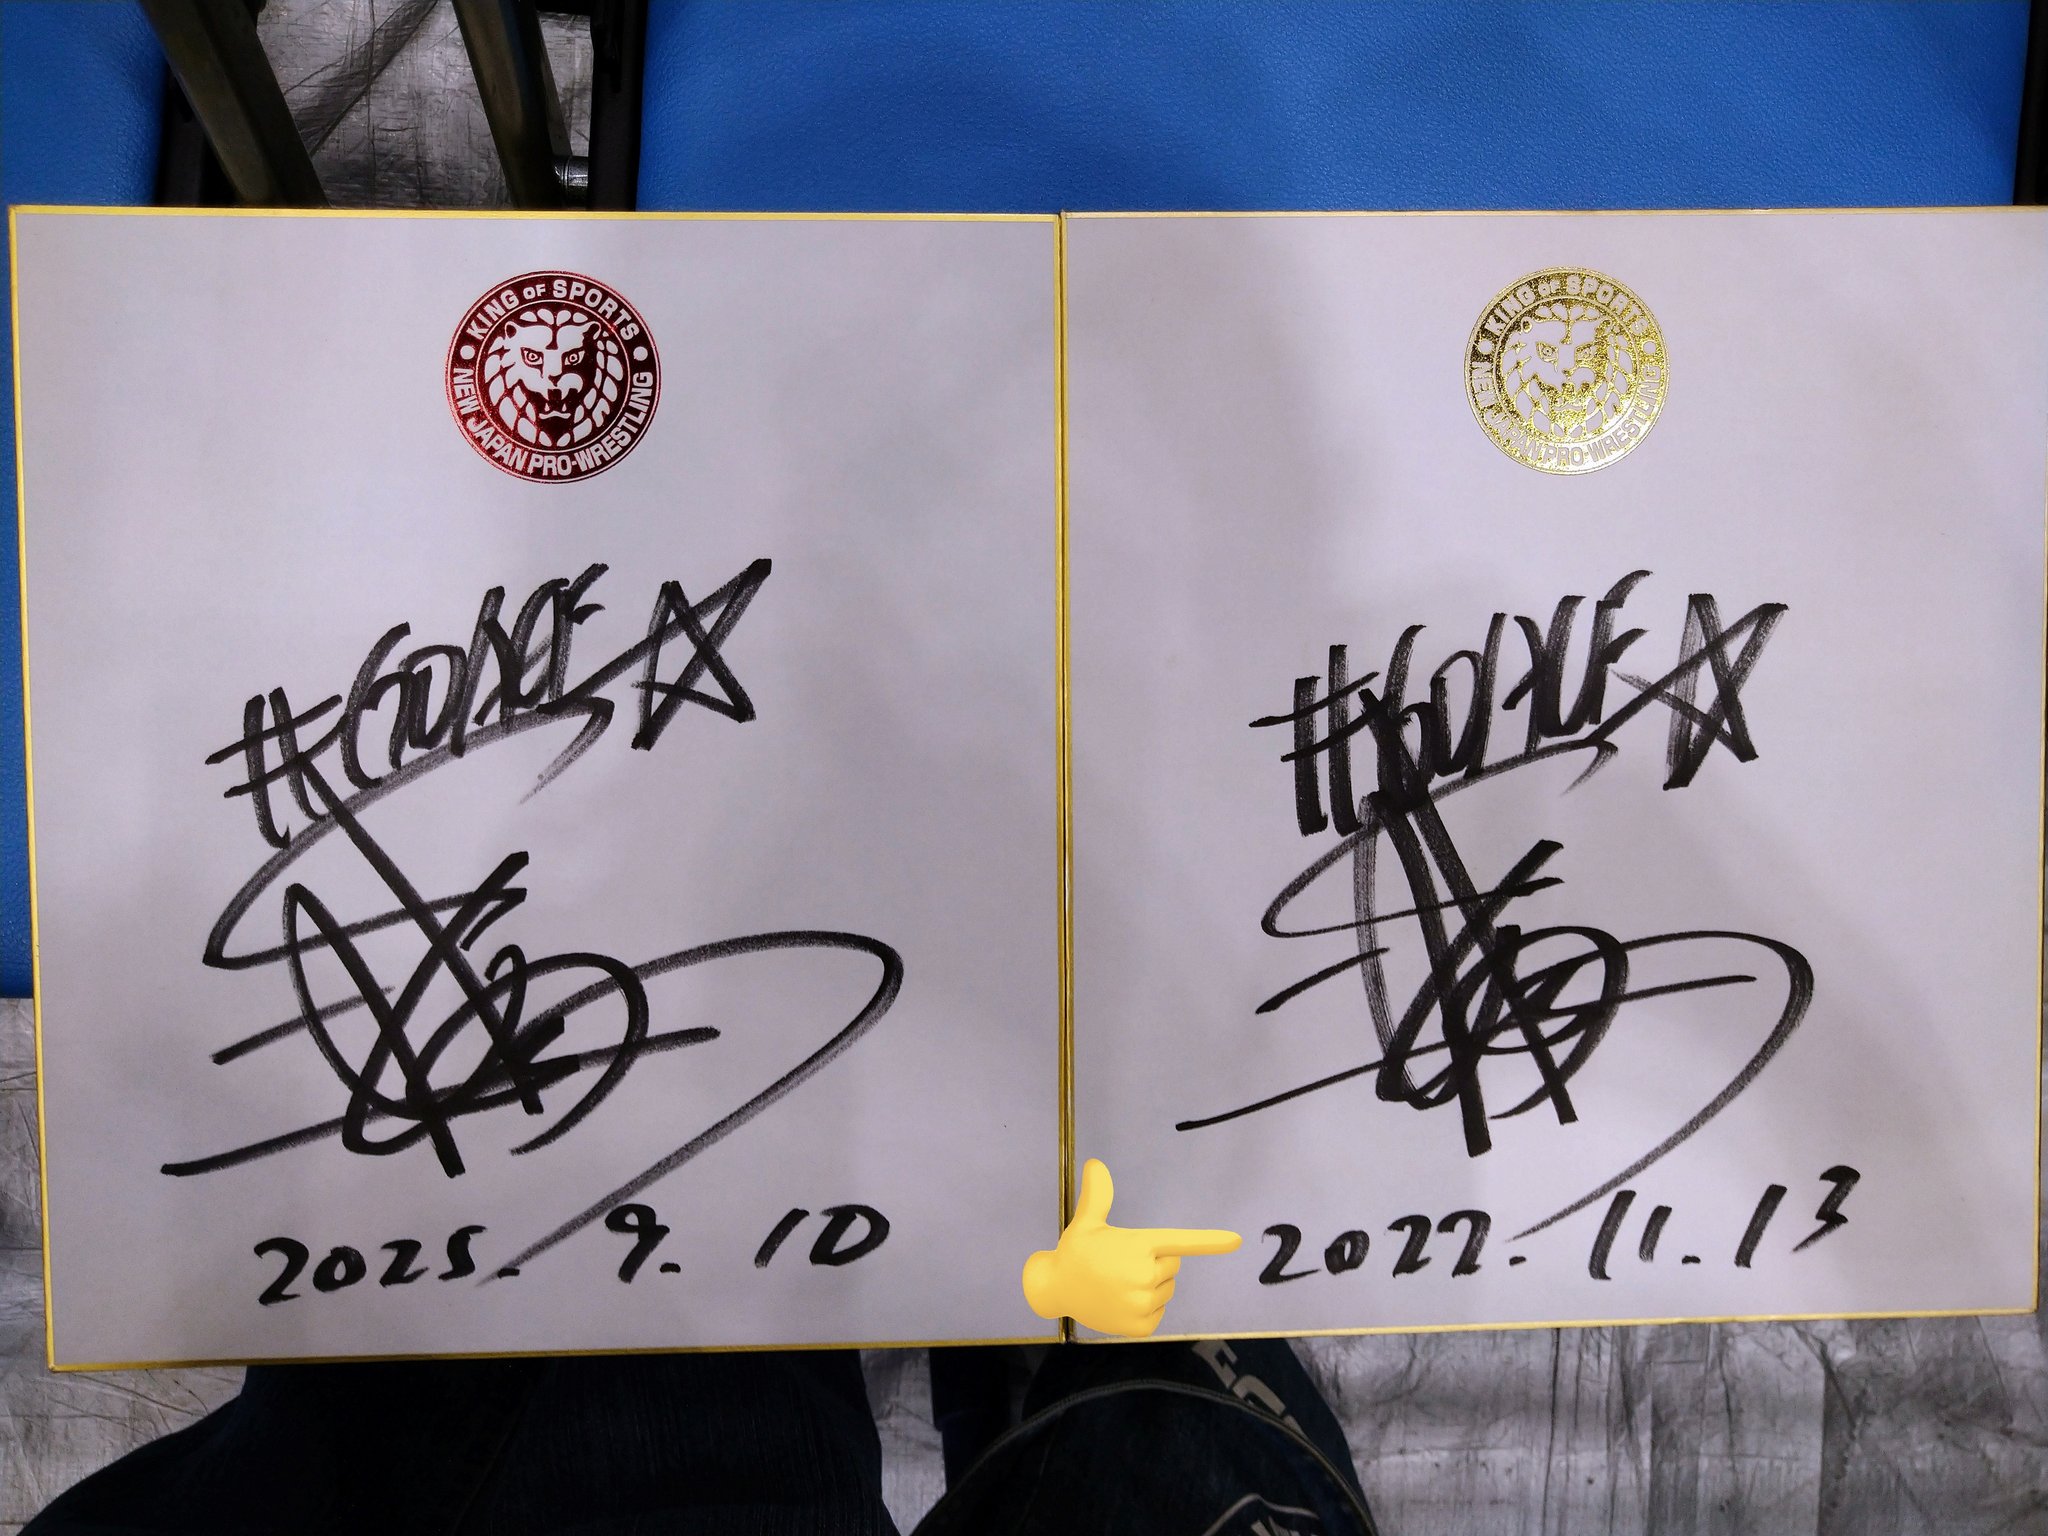 KING OF SPORTS
NEW JAPAN PRO-WRESTLING
#GOACE☆
2025. 9. 10
KING OF SPORTS
NEW JAPAN PRO-WRESTLING
#GOACE☆
2022. 11. 13